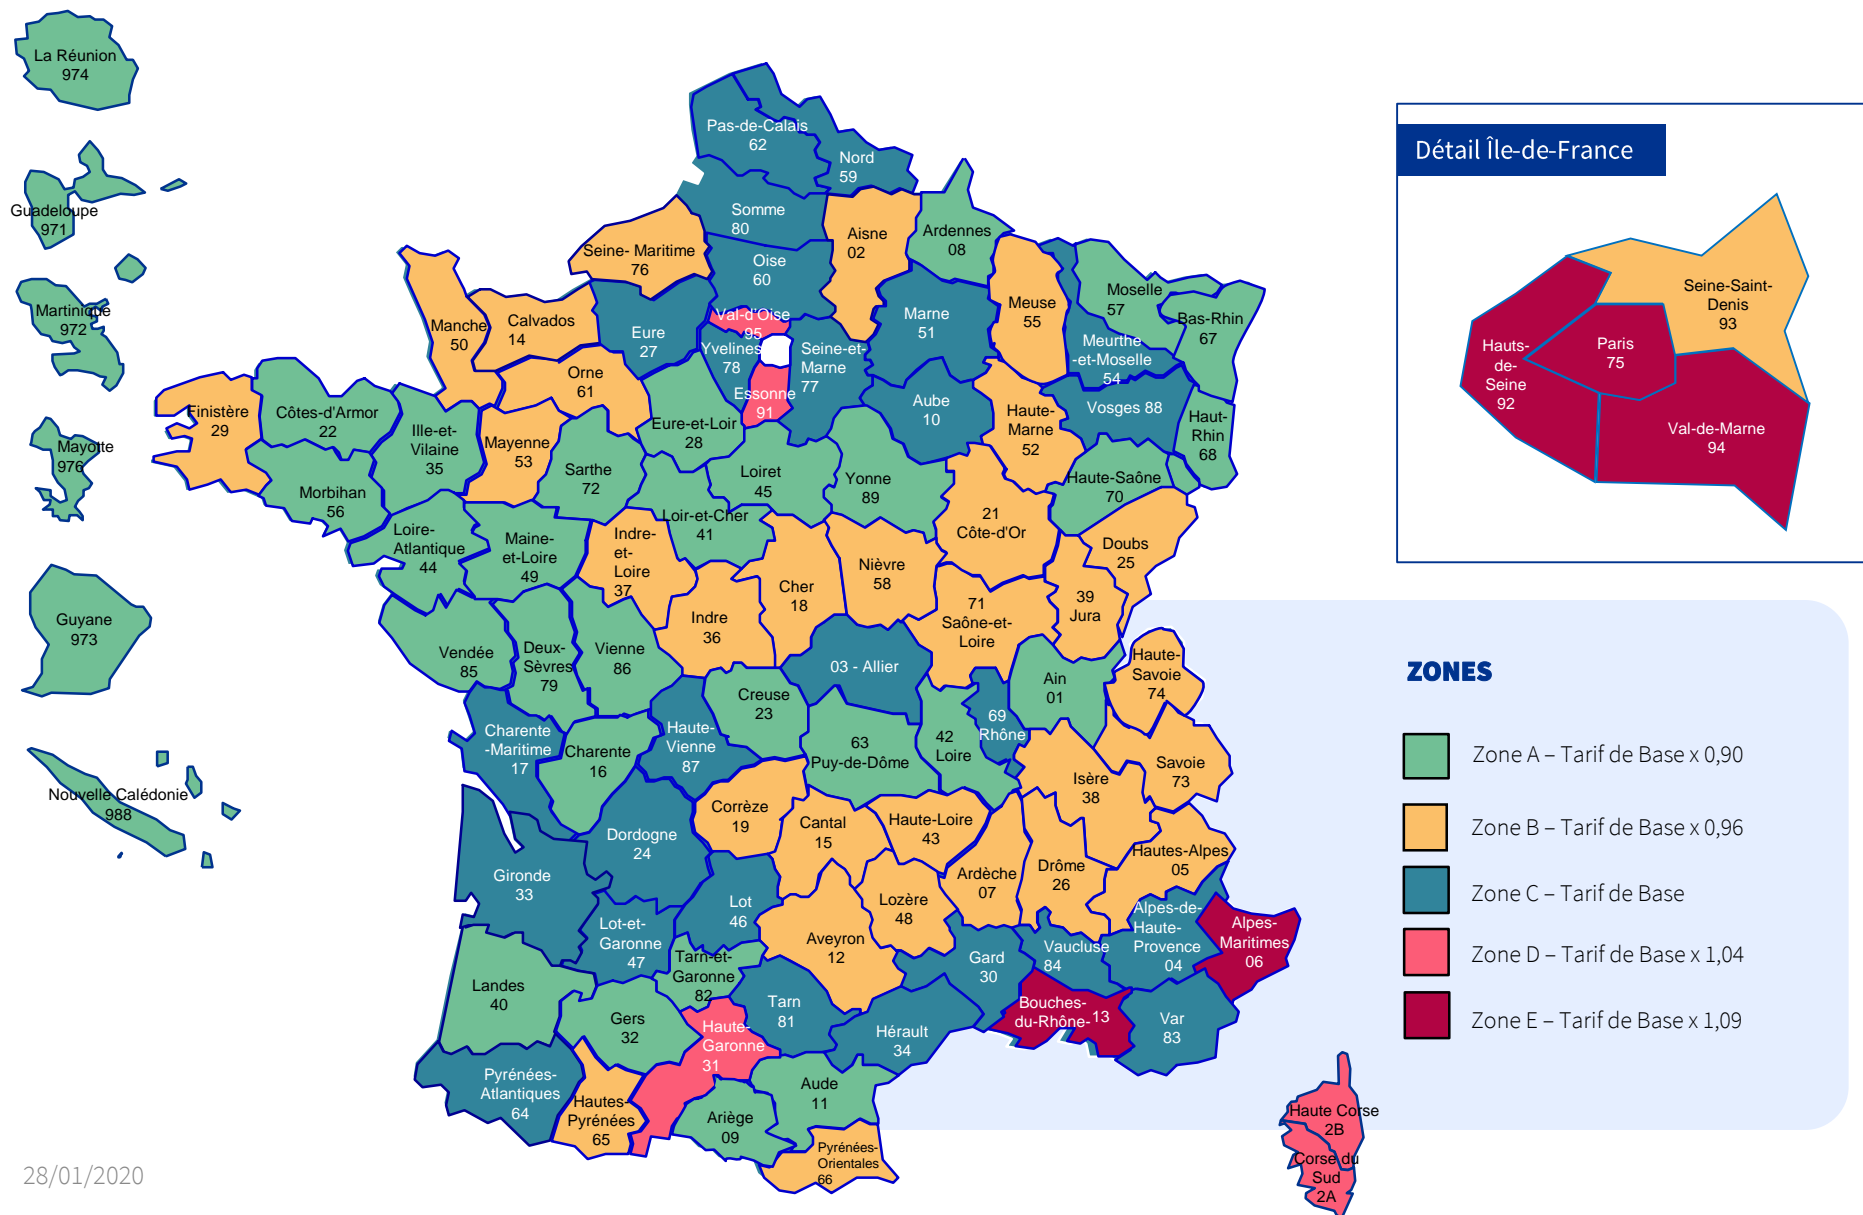 La Réunion
974
Guadeloupe
971
Martinique
972
Mayotte
976
Guyane
973
Nouvelle Calédonie
988
Pas-de-Calais
62
Nord
59
Somme
80
Seine- Maritime
76
Aisne
02
Ardennes
08
Oise
60
Manche
50
Calvados
14
Eure
27
Val-d'Oise
95
Yvelines
78
Seine-et-
Marne
77
Essonne
91
Marne
51
Meuse
55
Moselle
57
Bas-Rhin
67
Meurthe
-et-Moselle
54
Orne
61
Aube
10
Haute-
Marne
52
Vosges 88
Haut-
Rhin
68
Finistère
29
Côtes-d'Armor
22
Ille-et-
Vilaine
35
Mayenne
53
Sarthe
72
Eure-et-Loir
28
Loiret
45
Yonne
89
Haute-Saône
70
Morbihan
56
Loire-
Atlantique
44
Maine-
et-Loire
49
Indre-
et-
Loire
37
Loir-et-Cher
41
Cher
18
Nièvre
58
21
Côte-d'Or
Doubs
25
39
Jura
Vendée
85
Deux-
Sèvres
79
Vienne
86
Indre
36
71
Saône-et-
Loire
03 - Allier
Creuse
23
Ain
01
Haute-
Savoie
74
Charente
-Maritime
17
Charente
16
Haute-
Vienne
87
63
Puy-de-Dôme
42
Loire
69
Rhône
Isère
38
Savoie
73
Corrèze
19
Cantal
15
Haute-Loire
43
Dordogne
24
Gironde
33
Lot
46
Lot-et-
Garonne
47
Aveyron
12
Lozère
48
Ardèche
07
Drôme
26
Hautes-Alpes
05
Alpes-de-
Haute-
Provence
04
Alpes-
Maritimes
06
Vaucluse
84
Gard
30
Tarn-et-
Garonne
82
Tarn
81
Landes
40
Gers
32
Haute-
Garonne
31
Hérault
34
Bouches-
du-Rhône-13
Var
83
Pyrénées-
Atlantiques
64
Hautes-
Pyrénées
65
Ariège
09
Aude
11
Pyrénées-
Orientales
66
Haute Corse
2B
Corse du
Sud
2A
Détail Île-de-France
Seine-Saint-
Denis
93
Hauts-
de-
Seine
92
Paris
75
Val-de-Marne
94
ZONES
Zone A – Tarif de Base x 0,90
Zone B – Tarif de Base x 0,96
Zone C – Tarif de Base
Zone D – Tarif de Base x 1,04
Zone E – Tarif de Base x 1,09
28/01/2020